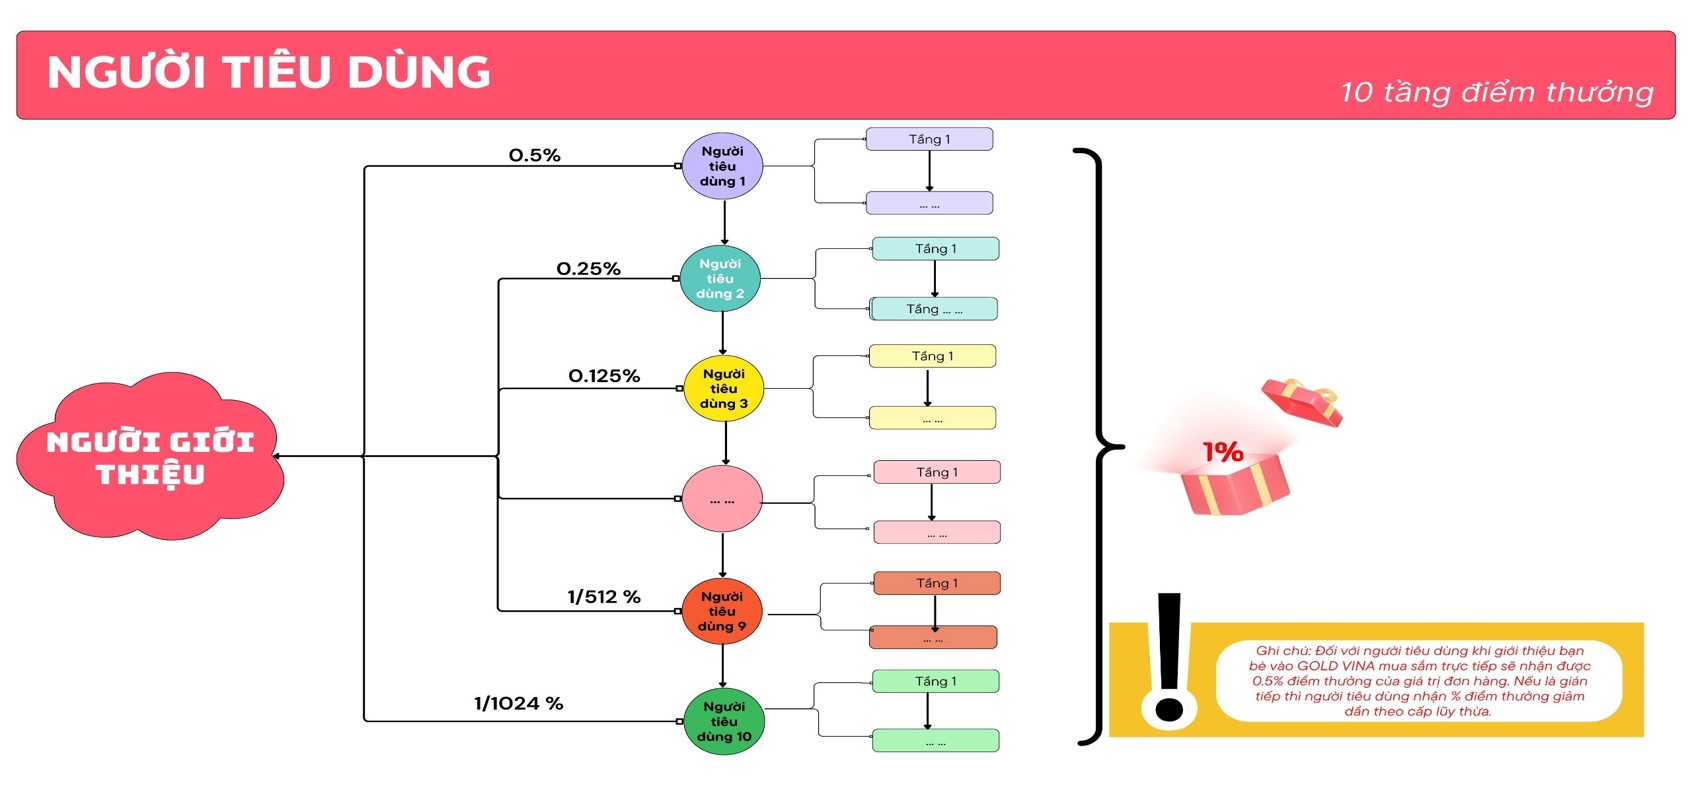 NGƯỜI TIÊU DÙNG
10 tầng điểm thưởng
0.5%
Người
tiêu
dùng 1
Tầng 1
... ...
0.25%
Người
tiêu
dùng 2
Tầng 1
Tầng ... ...
0.125%
Người
tiêu
dùng 3
Tầng 1
... ...
NGƯỜI GIỚI
THIỆU
... ...
Tầng 1
... ...
1%
1/512 %
Người
tiêu
dùng 9
Tầng 1
... ...
1/1024 %
Người
tiêu
dùng 10
Tầng 1
... ...
Ghi chú: Đối với người tiêu dùng khi giới thiệu bạn
bè vào GOLD VINA mua sắm trực tiếp sẽ nhận được
0.5% điểm thưởng của giá trị đơn hàng. Nếu là gián
tiếp thì người tiêu dùng nhận % điểm thưởng giảm
dần theo cấp lũy thừa.